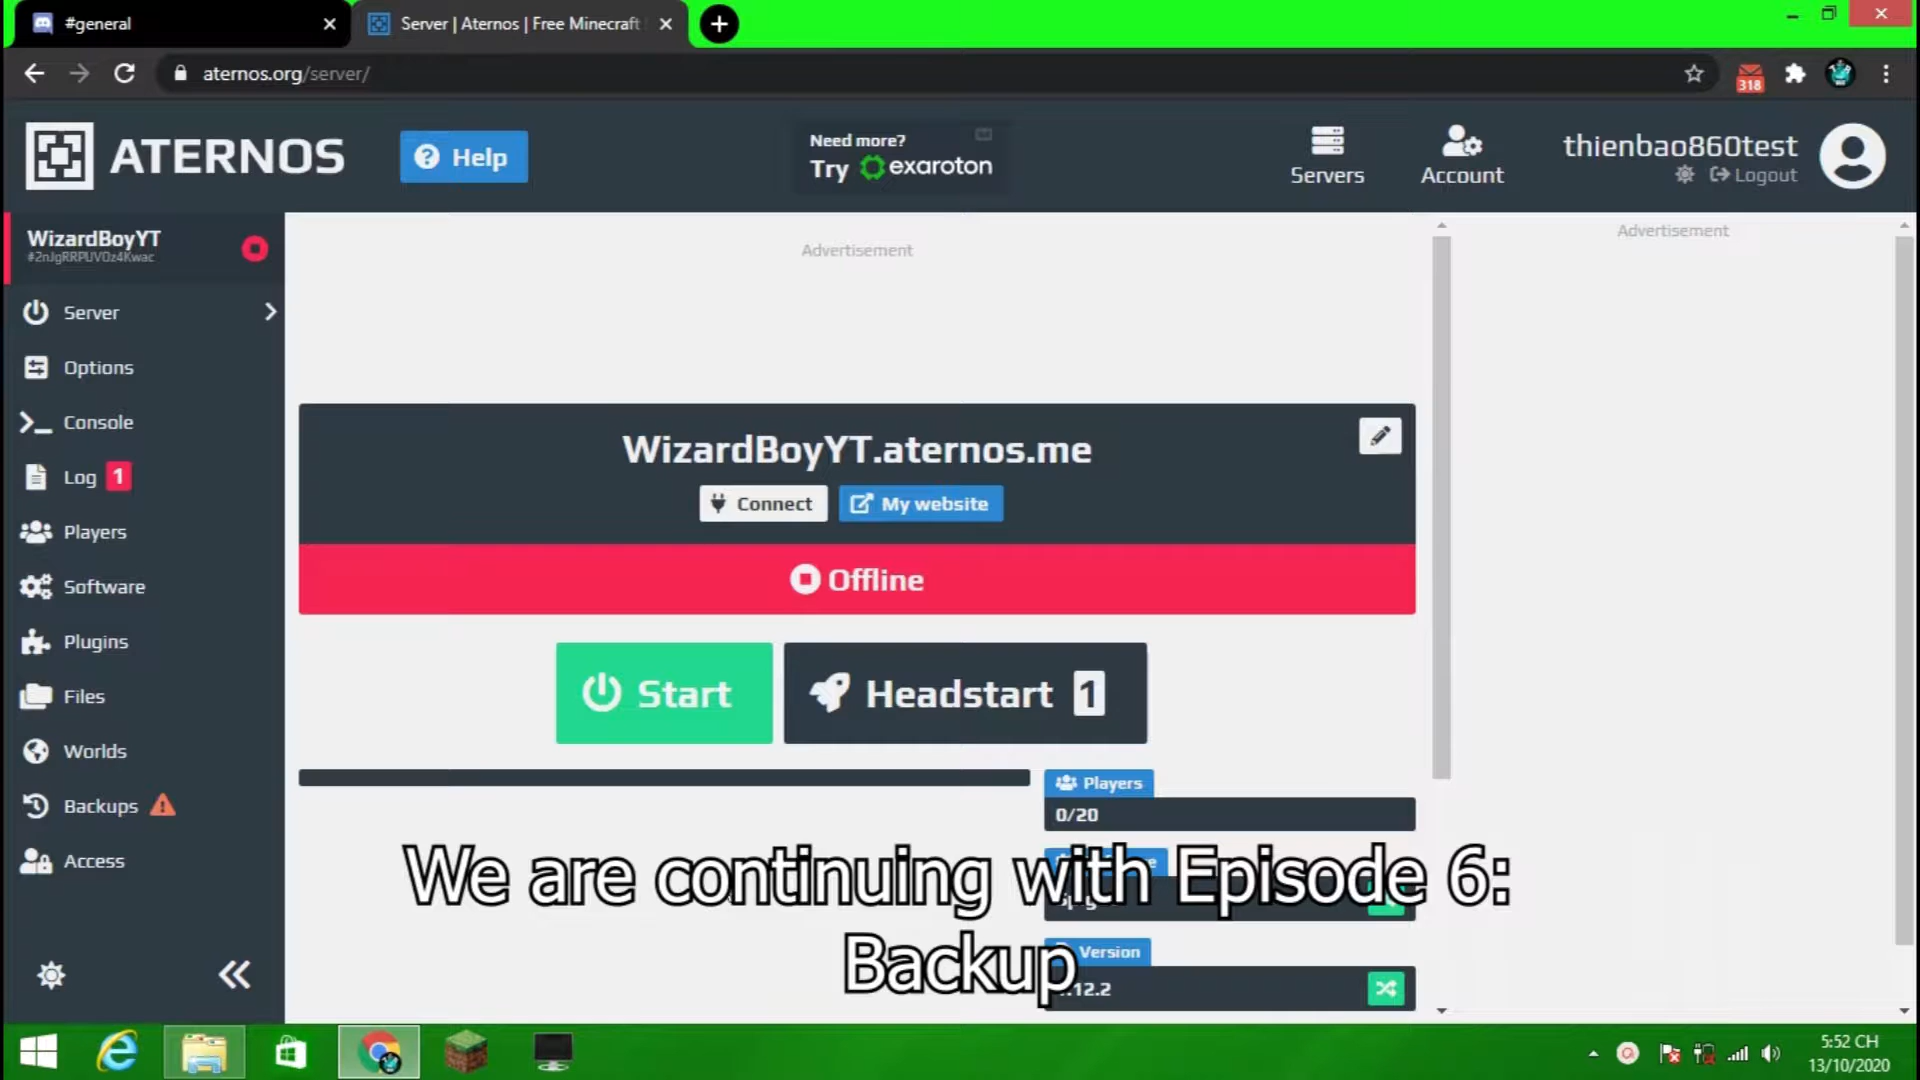 #general
Server | Aternos | Free Minecraft
aternos.org/server/
318
ATERNOS
Help
Need more?
Try exaroton
Servers
Account
thienbao860test
Logout
WizardBoyYT
Server
Options
Console
Log 1
Players
Software
Plugins
Files
Worlds
Backups
Access
Advertisement
Advertisement
WizardBoyYT.aternos.me
Connect
My website
Offline
Start
Headstart 1
Players
0/20
Version
12.2
We are continuing with Episode 6:
Backup
5:52 CH
13/10/2020